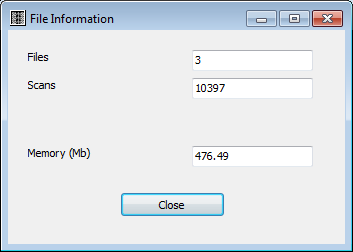 File Information
Files 3
Scans 10397
Memory (Mb) 476.49
Close